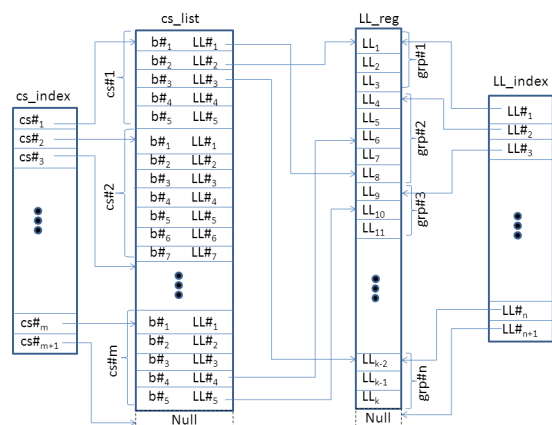 cs_list
LL_reg
cs_index
LL_index
cs#1
cs#2
cs#3
cs#m
cs#m+1
cs#1
b#1 LL#1
b#2 LL#2
b#3 LL#3
b#4 LL#4
b#5 LL#5
cs#2
b#1 LL#1
b#2 LL#2
b#3 LL#3
b#4 LL#4
b#5 LL#5
b#6 LL#6
b#7 LL#7
cs#m
b#1 LL#1
b#2 LL#2
b#3 LL#3
b#4 LL#4
b#5 LL#5
Null
LL1
LL2
LL3
grp#1
LL4
LL5
LL6
LL7
LL8
grp#2
LL9
LL10
LL11
grp#3
LLk-2
LLk-1
LLk
grp#n
Null
LL#1
LL#2
LL#3
LL#n
LL#n+1